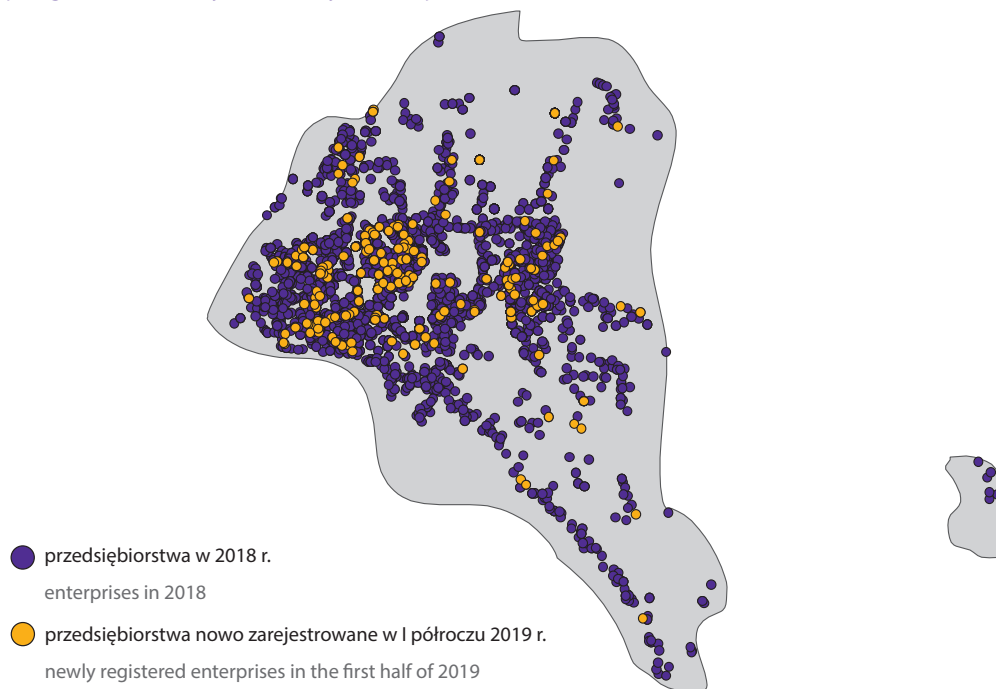 przedsiębiorstwa w 2018 r.
enterprises in 2018
przedsiębiorstwa nowo zarejestrowane w I półroczu 2019 r.
newly registered enterprises in the first half of 2019